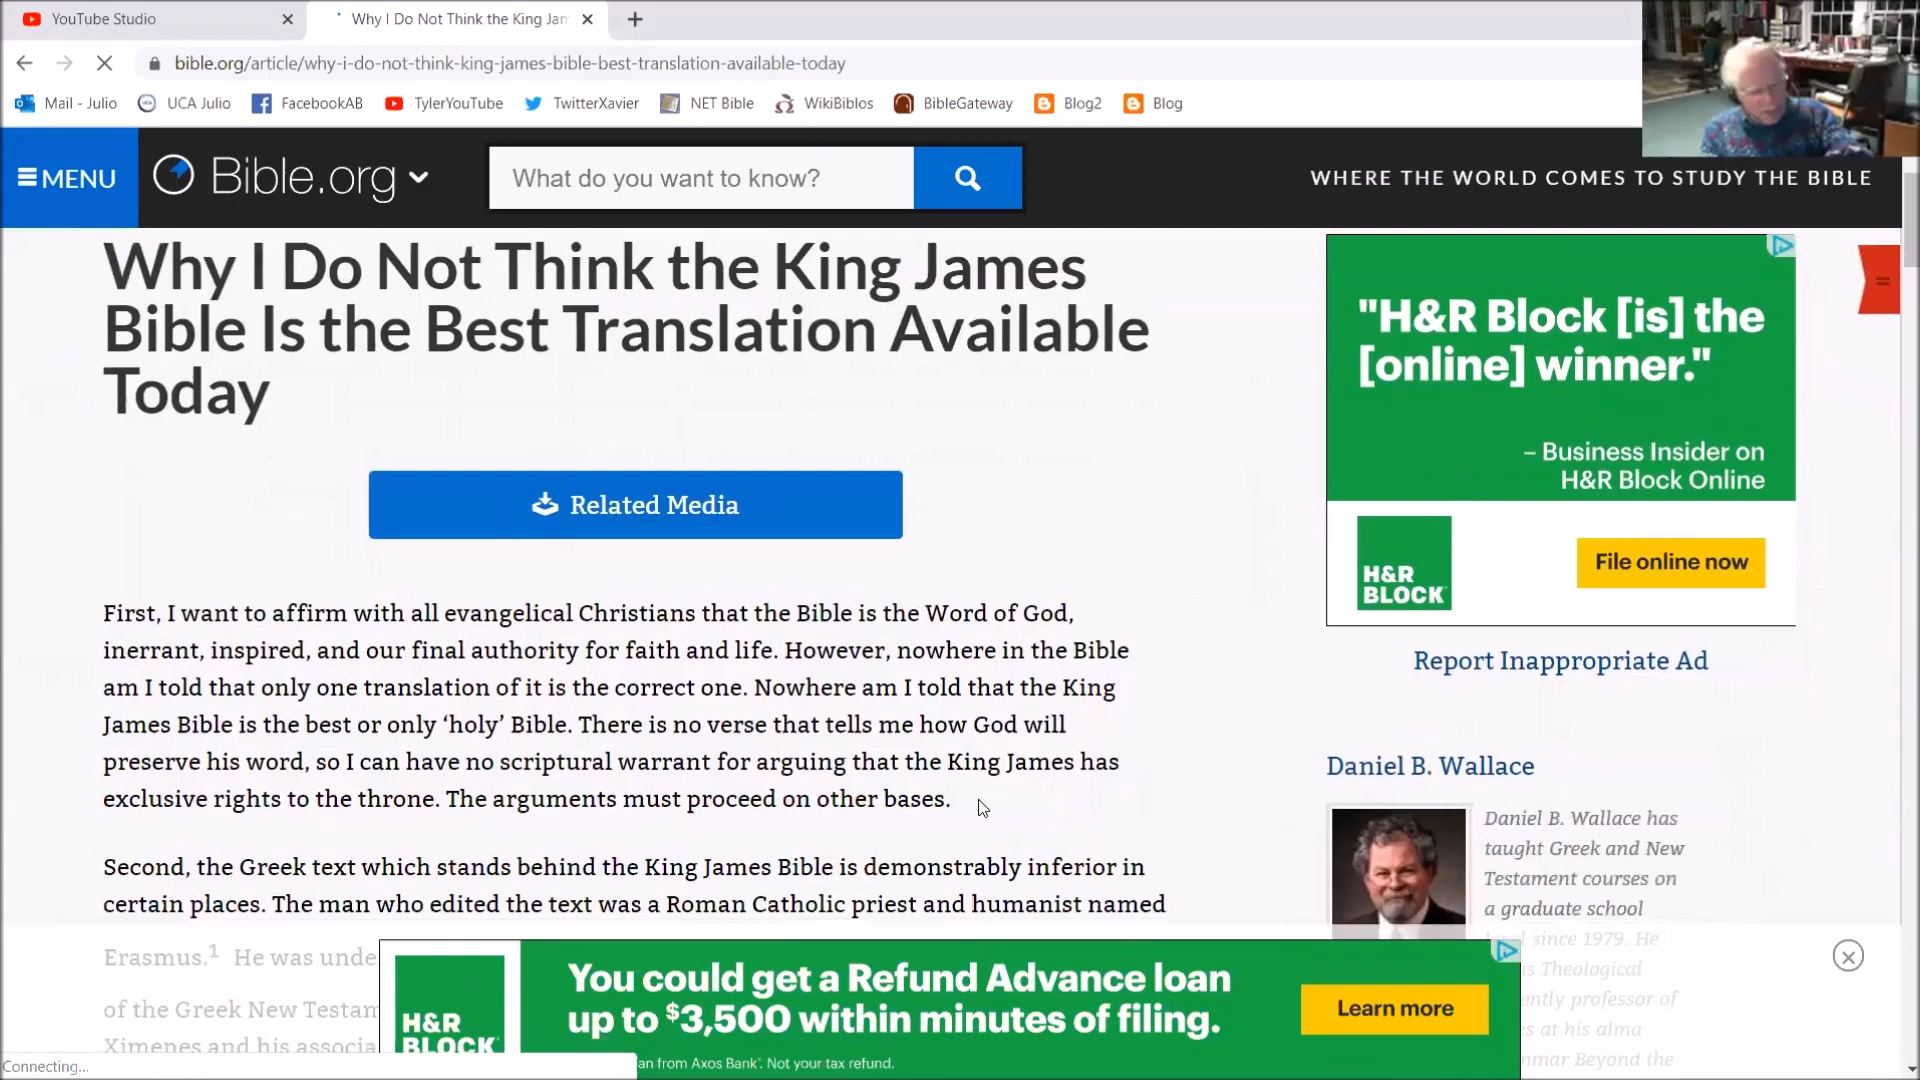 YouTube Studio
Why I Do Not Think the King Jam
bible.org/article/why-i-do-not-think-king-james-bible-best-translation-available-today
Mail - Julio
UCA Julio
FacebookAB
TylerYouTube
TwitterXavier
NET Bible
WikiBiblos
BibleGateway
Blog2
Blog
MENU
Bible.org
What do you want to know?
WHERE THE WORLD COMES TO STUDY THE BIBLE
Why I Do Not Think the King James
Bible Is the Best Translation Available
Today
Related Media
First, I want to affirm with all evangelical Christians that the Bible is the Word of God,
inerrant, inspired, and our final authority for faith and life. However, nowhere in the Bible
am I told that only one translation of it is the correct one. Nowhere am I told that the King
James Bible is the best or only ‘holy’ Bible. There is no verse that tells me how God will
preserve his word, so I can have no scriptural warrant for arguing that the King James has
exclusive rights to the throne. The arguments must proceed on other bases.
Second, the Greek text which stands behind the King James Bible is demonstrably inferior in
certain places. The man who edited the text was a Roman Catholic priest and humanist named
Erasmus.1 He was unde
of the Greek New Testam
Ximenes and his associa
"H&R Block [is] the
[online] winner."
– Business Insider on
H&R Block Online
H&R
BLOCK
File online now
Report Inappropriate Ad
Daniel B. Wallace
Daniel B. Wallace has
taught Greek and New
Testament courses on
a graduate school
since 1979. He
s Theological
ently professor of
es at his alma
nmar Beyond the
H&R
BLOCK
You could get a Refund Advance loan
up to $3,500 within minutes of filing.
an from Axos Bank. Not your tax refund.
Learn more
Connecting...